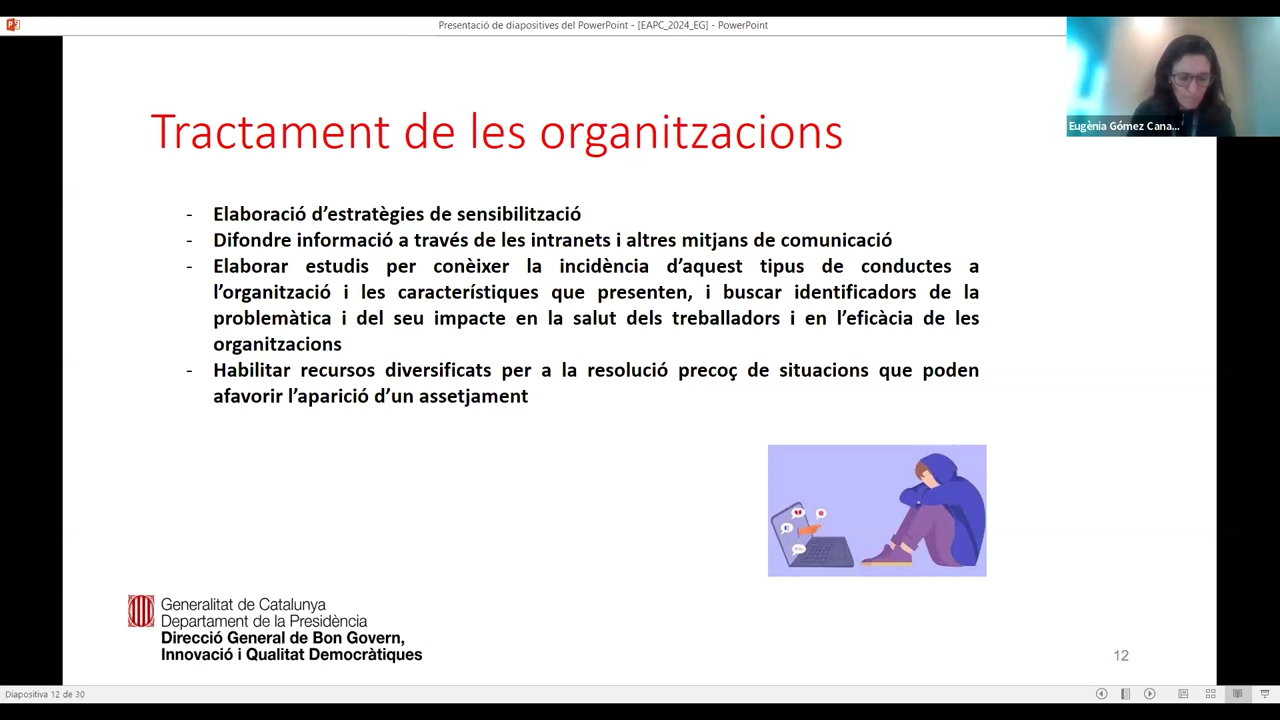 Presentació de diapositives del PowerPoint - [EAPC_2024_EG] - PowerPoint
Eugènia Gómez Cana...
Tractament de les organitzacions
- Elaboració d’estratègies de sensibilització
- Difondre informació a través de les intranets i altres mitjans de comunicació
- Elaborar estudis per conèixer la incidència d’aquest tipus de conductes a
l’organització i les característiques que presenten, i buscar identificadors de la
problemàtica i del seu impacte en la salut dels treballadors i en l’eficàcia de les
organitzacions
- Habilitar recursos diversificats per a la resolució precoç de situacions que poden
afavorir l’aparició d’un assetjament
Generalitat de Catalunya
Departament de la Presidència
Direcció General de Bon Govern,
Innovació i Qualitat Democràtiques
12
Diapositiva 12 de 30